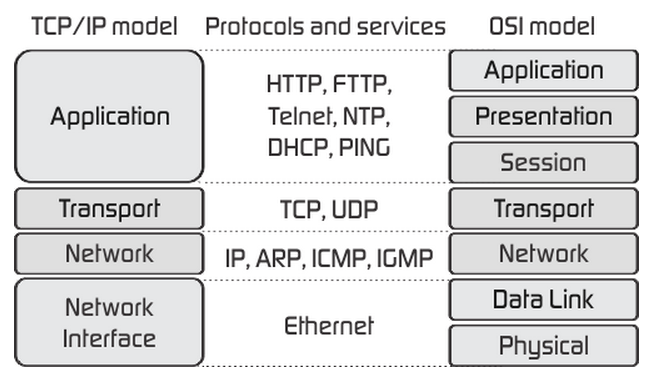 TCP/IP model Protocols and services OSI model
Application
HTTP, FTTP,
Telnet, NTP,
DHCP, PING
Application
Presentation
Session
Transport TCP, UDP Transport
Network IP, ARP, ICMP, IGMP Network
Network
Interface
Ethernet
Data Link
Physical